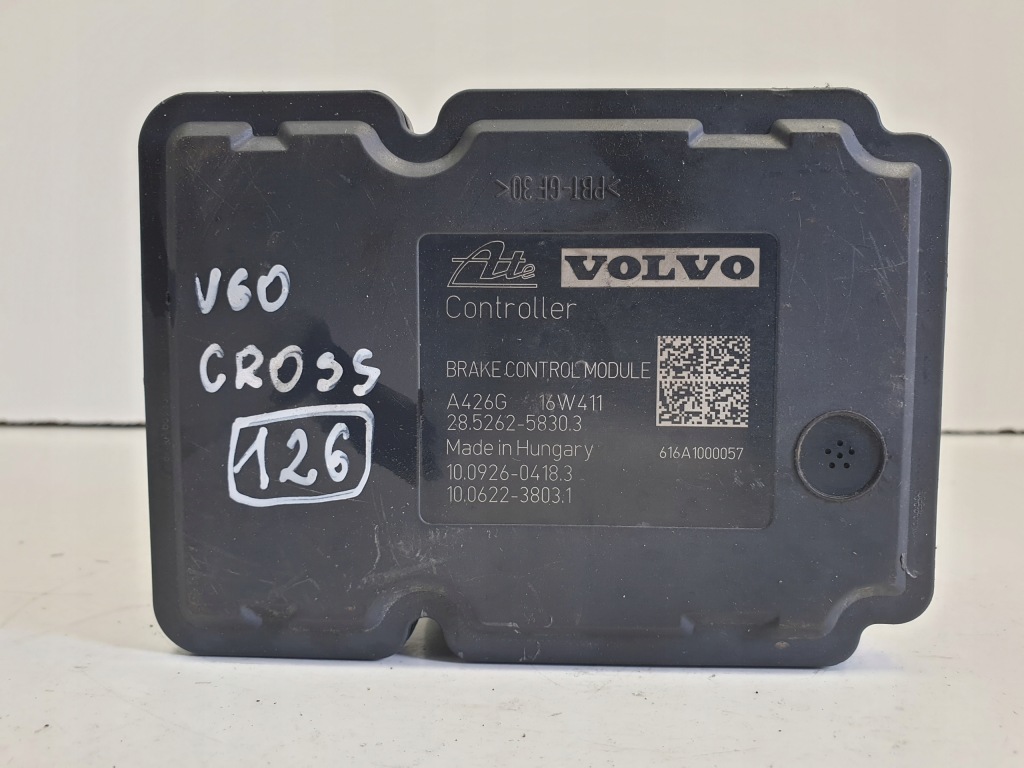 >PBT-GF30<
Ate VOLVO
Controller
V60
CROSS
126
BRAKE CONTROL MODULE
A426G 16W411
28.5262-5830.3
Made in Hungary 616A1000057
10.0926-0418.3
10.0622-3803.1